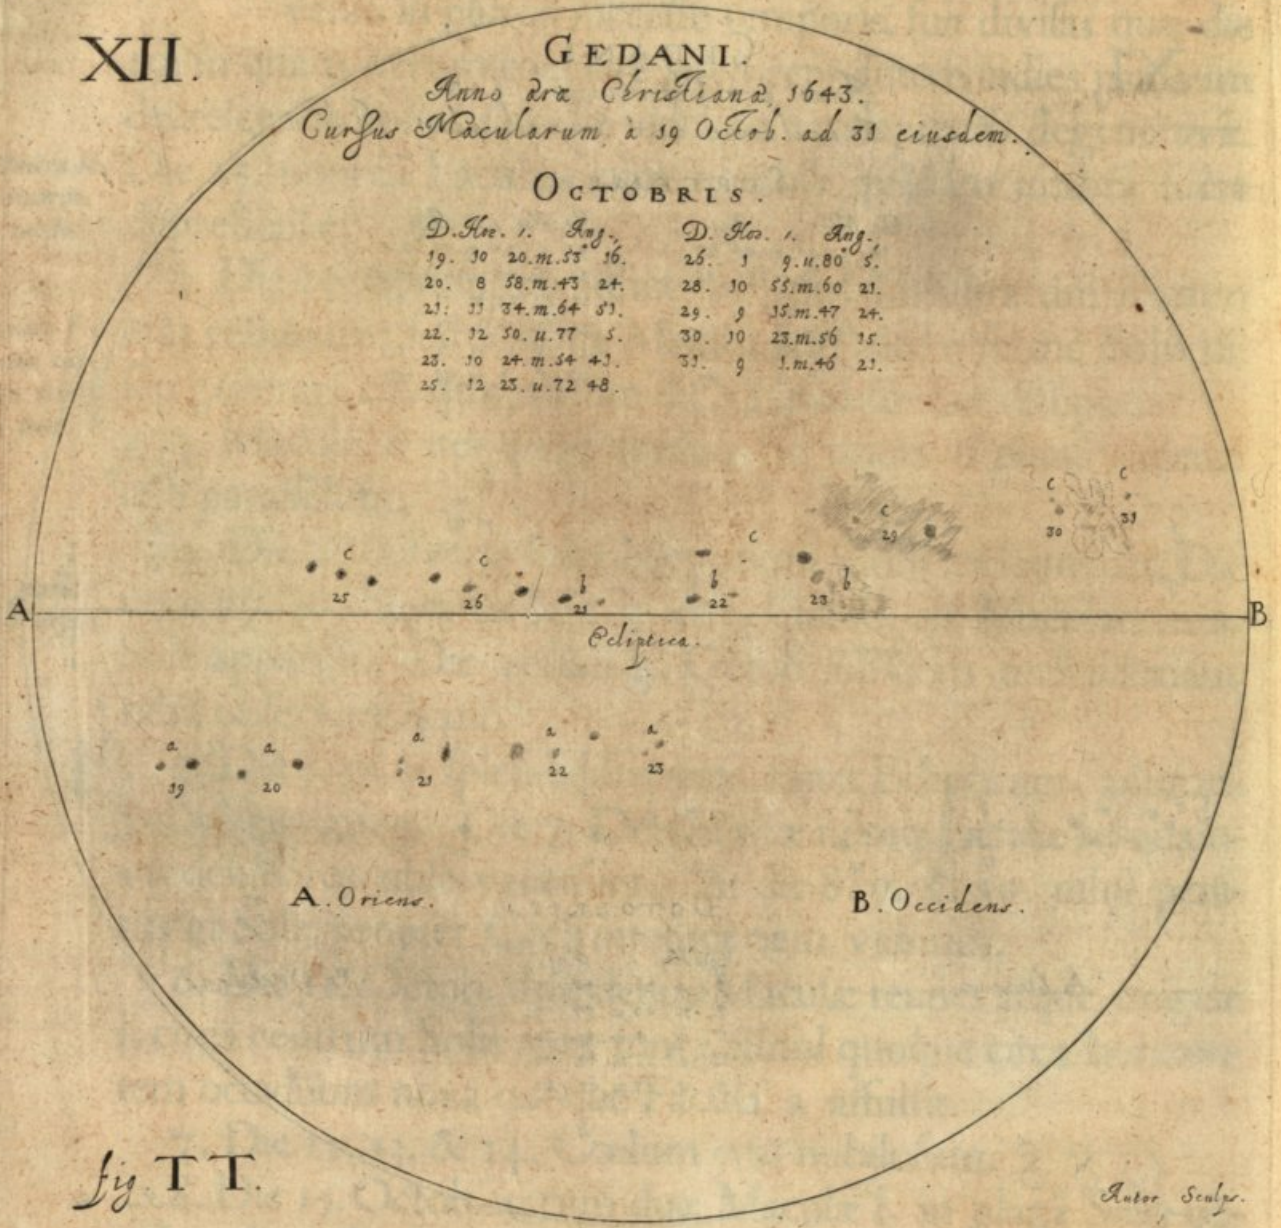 XII.
GEDANI.
Anno æræ Christianæ, 1643.
Cursus Macularum à 19 Octob. ad 31 eiusdem.
OCTOBRIS.
D. Hor. ′. Ang.,
19. 10 20. m. 53° 16.
20. 8 58. m. 43 24.
21: 11 34. m. 64 51.
22. 12 50. u. 77 5.
23. 10 24. m. 54 41.
25. 12 23. u. 72 48.
D. Hor. ′. Ang.,
26. 1 9. u. 80° 5.
28. 10 55. m. 60 21.
29. 9 15. m. 47 24.
30. 10 23. m. 56 15.
31. 9 1. m. 46 21.
c c
30 31
c
29
c c c
b b b
25 26 21 22 23
A B
Ecliptica.
a a a a a
19 20 21 22 23
A. Oriens. B. Occidens.
fig. TT.
Autor Sculps.